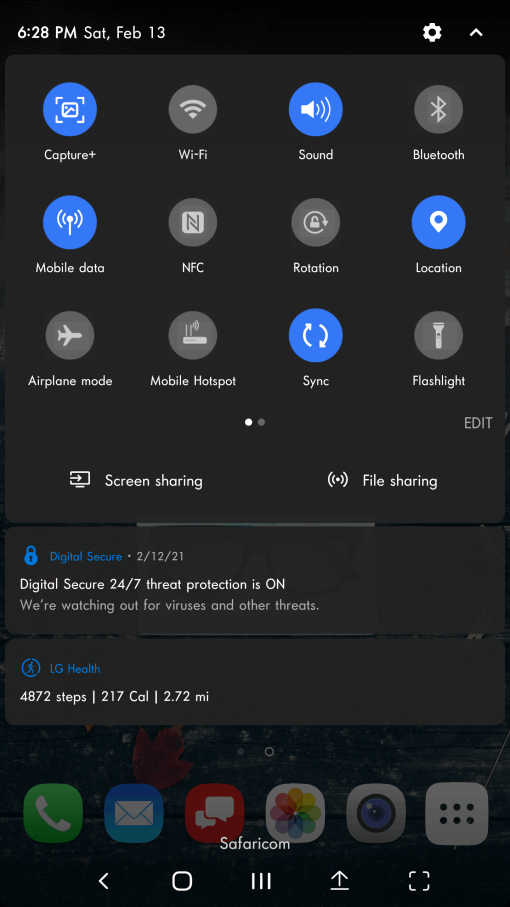 6:28 PM Sat, Feb 13
Capture+ Wi-Fi Sound Bluetooth
Mobile data NFC Rotation Location
Airplane mode Mobile Hotspot Sync Flashlight
EDIT
Screen sharing File sharing
Digital Secure • 2/12/21
Digital Secure 24/7 threat protection is ON
We're watching out for viruses and other threats.
LG Health
4872 steps | 217 Cal | 2.72 mi
Safaricom